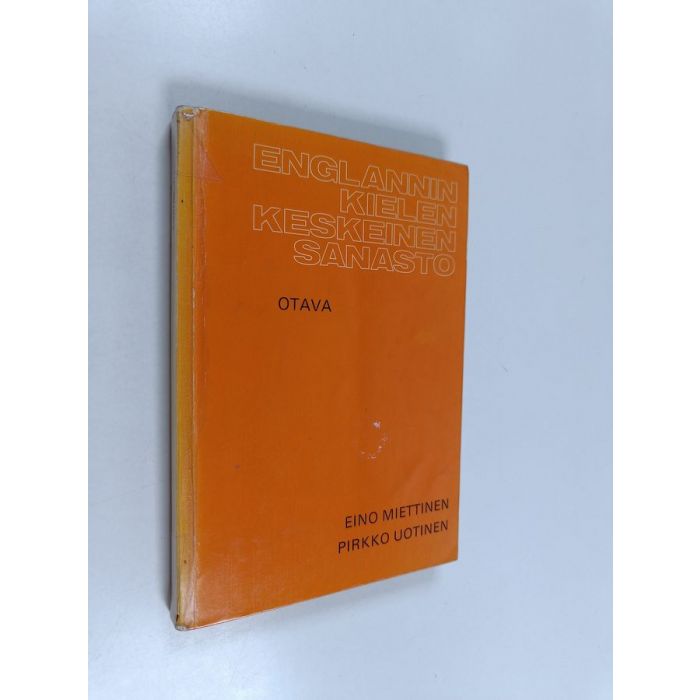 ENGLANNIN
KIELEN
KESKEINEN
SANASTO
OTAVA
EINO MIETTINEN
PIRKKO UOTINEN